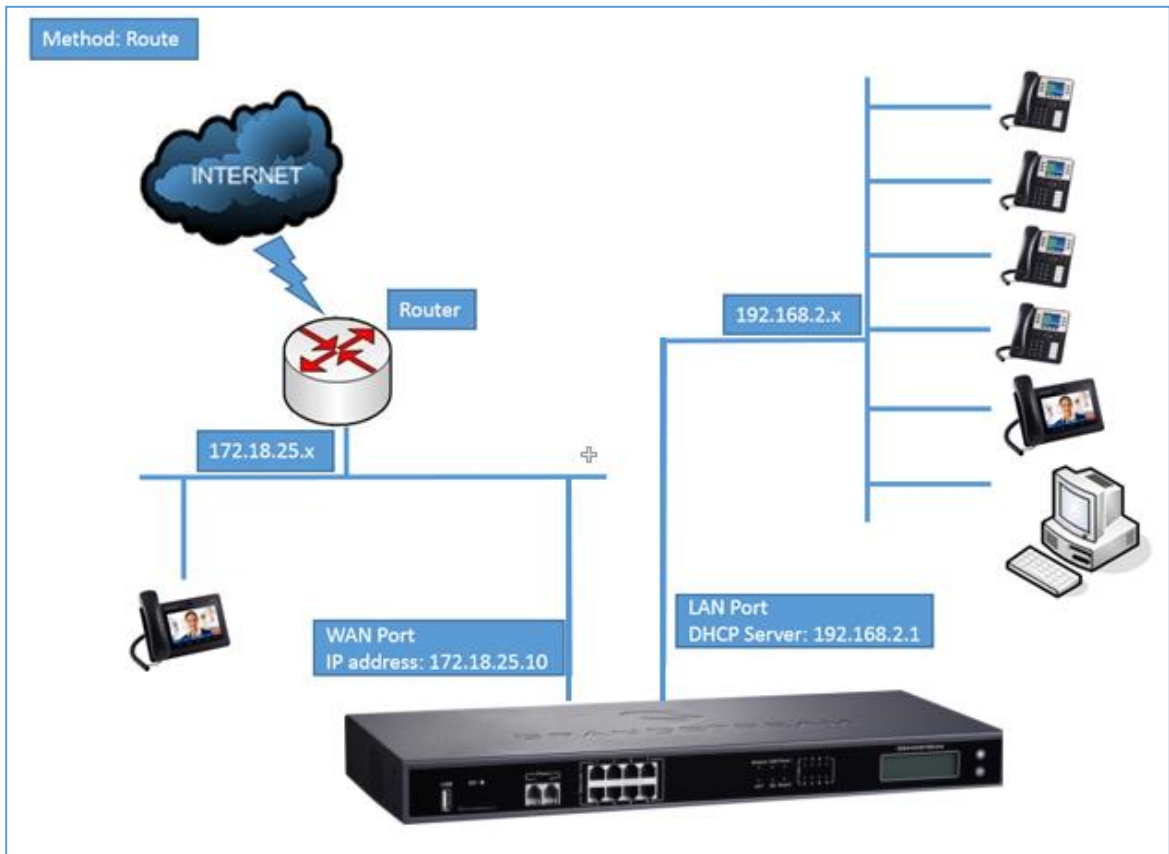 Method: Route
INTERNET
Router
192.168.2.x
172.18.25.x
LAN Port
DHCP Server: 192.168.2.1
WAN Port
IP address: 172.18.25.10
GRANDSTREAM